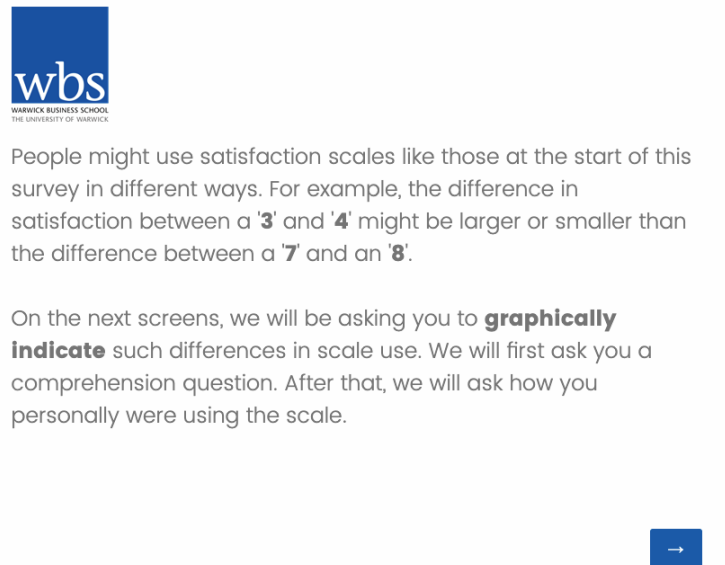 wbs
WARWICK BUSINESS SCHOOL
THE UNIVERSITY OF WARWICK
People might use satisfaction scales like those at the start of this
survey in different ways. For example, the difference in
satisfaction between a '3' and '4' might be larger or smaller than
the difference between a '7' and an '8'.
On the next screens, we will be asking you to graphically
indicate such differences in scale use. We will first ask you a
comprehension question. After that, we will ask how you
personally were using the scale.
→